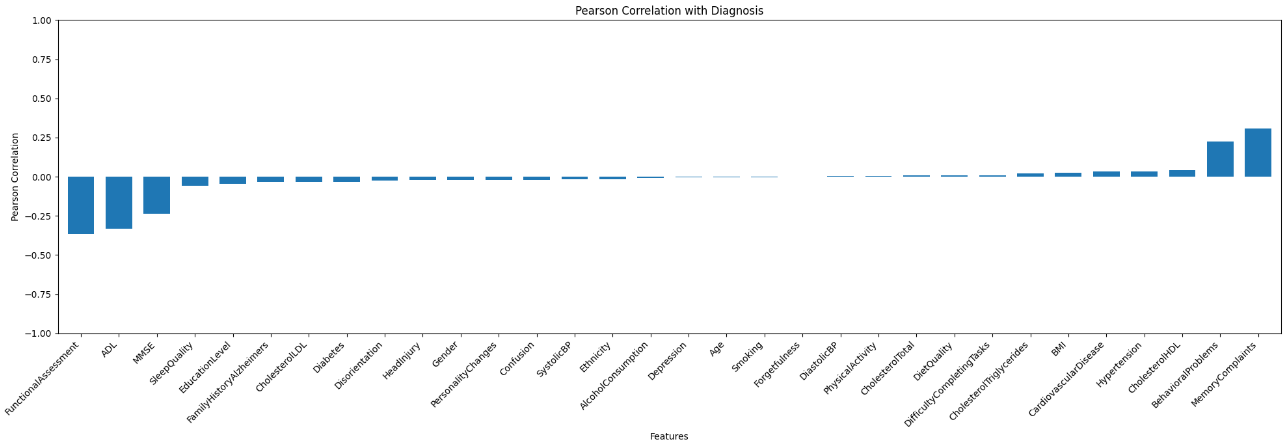 Pearson Correlation with Diagnosis
Pearson Correlation
1.00
0.75
0.50
0.25
0.00
−0.25
−0.50
−0.75
−1.00
FunctionalAssessment
ADL
MMSE
SleepQuality
EducationLevel
FamilyHistoryAlzheimers
CholesterolLDL
Diabetes
Disorientation
HeadInjury
Gender
PersonalityChanges
Confusion
SystolicBP
Ethnicity
AlcoholConsumption
Depression
Age
Smoking
Forgetfulness
DiastolicBP
PhysicalActivity
CholesterolTotal
DietQuality
DifficultyCompletingTasks
CholesterolTriglycerides
BMI
CardiovascularDisease
Hypertension
CholesterolHDL
BehavioralProblems
MemoryComplaints
Features